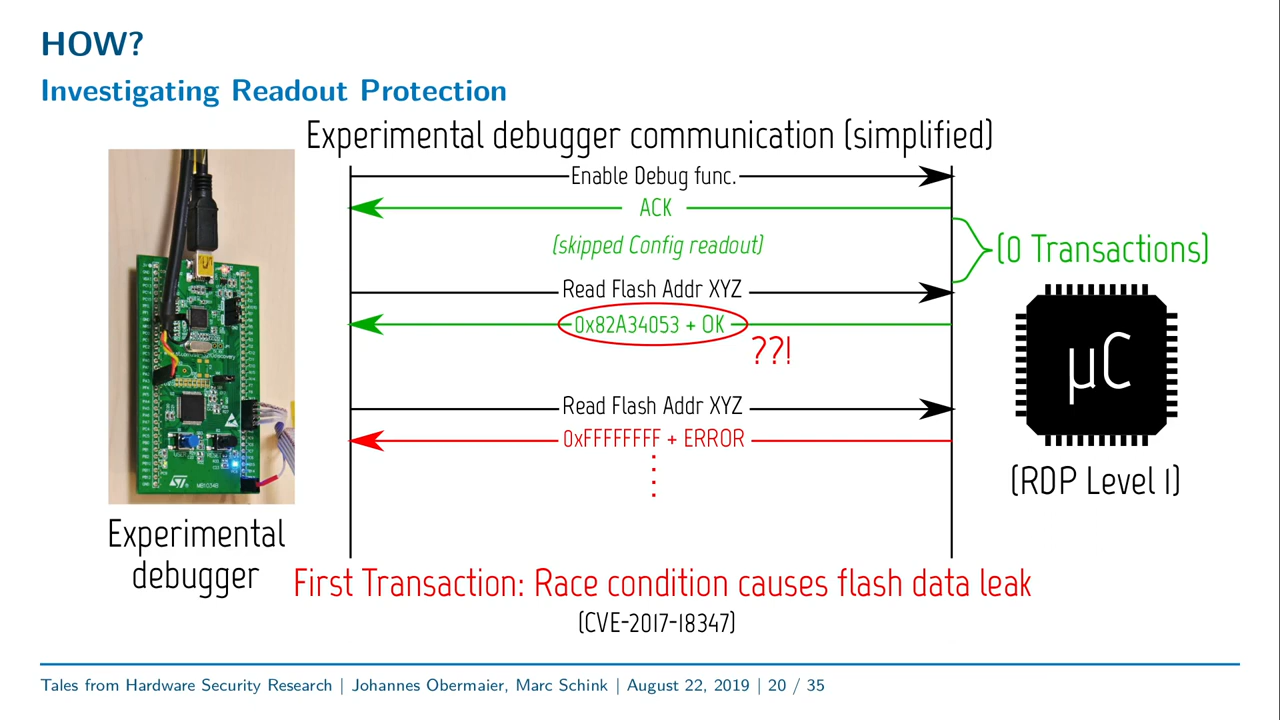 HOW?
Investigating Readout Protection
Experimental debugger communication (simplified)
Enable Debug func.
ACK
(skipped Config readout)
(0 Transactions)
Read Flash Addr XYZ
0x82A34053 + OK
??!
µC
Read Flash Addr XYZ
0xFFFFFFFF + ERROR
(RDP Level 1)
Experimental
debugger
First Transaction: Race condition causes flash data leak
(CVE-2017-18347)
Tales from Hardware Security Research | Johannes Obermaier, Marc Schink | August 22, 2019 | 20 / 35